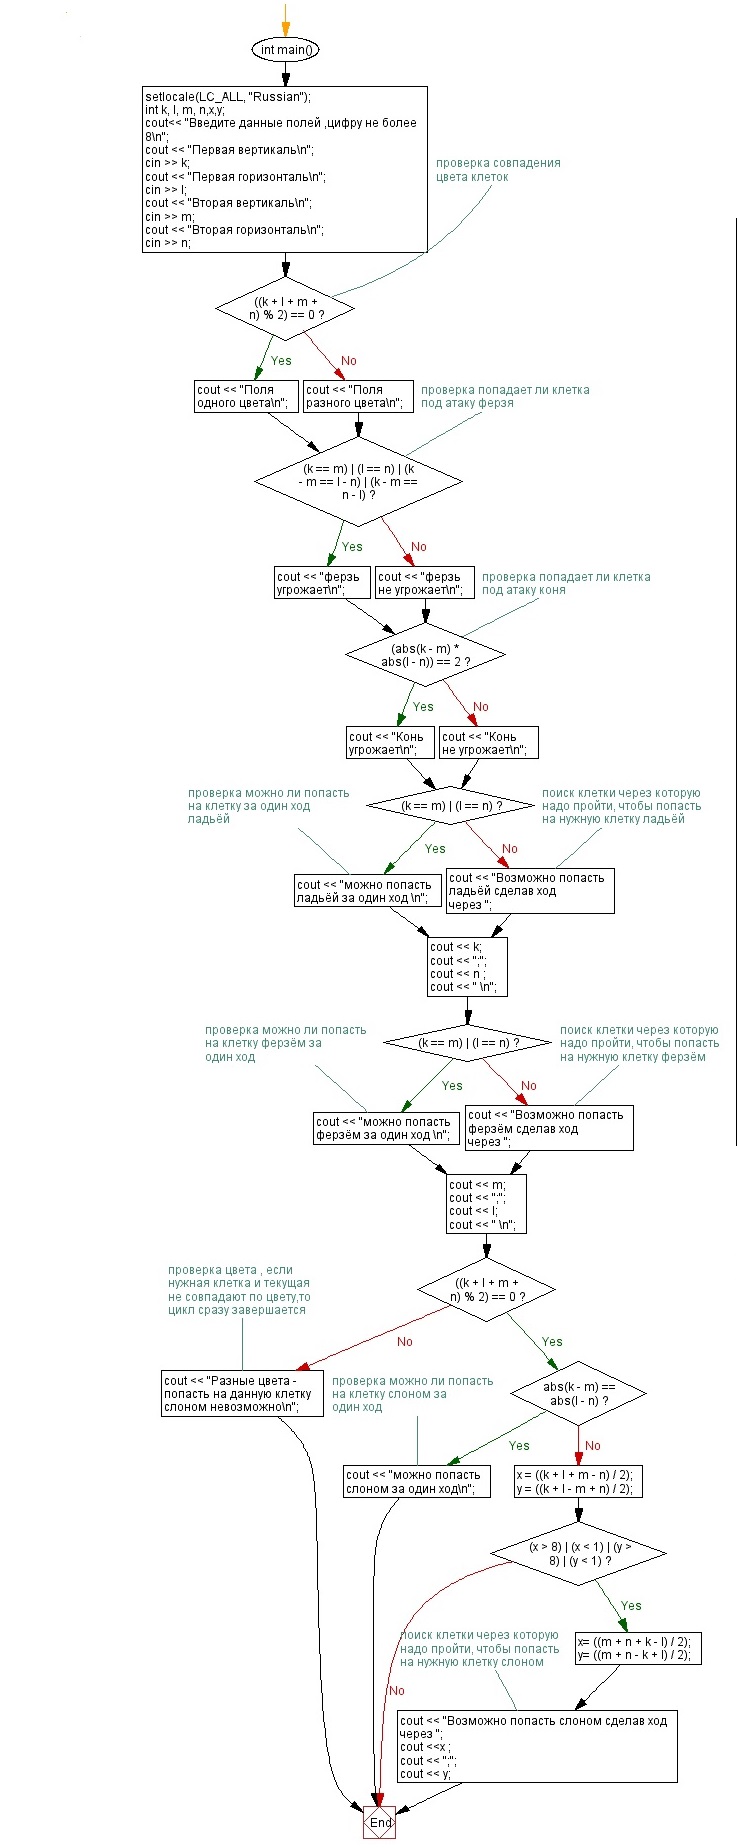 int main()
setlocale(LC_ALL, "Russian");
int k, l, m, n,x,y;
cout<< "Введите данные полей ,цифру не более
8\n";
cout << "Первая вертикаль\n";
cin >> k;
cout << "Первая горизонталь\n";
cin >> l;
cout << "Вторая вертикаль\n";
cin >> m;
cout << "Вторая горизонталь\n";
cin >> n;
проверка совпадения
цвета клеток
((k + l + m +
n) % 2) == 0 ?
Yes
No
cout << "Поля
одного цвета\n";
cout << "Поля
разного цвета\n";
проверка попадает ли клетка
под атаку ферзя
(k == m) | (l == n) | (k
- m == l - n) | (k - m ==
n - l) ?
Yes
No
cout << "ферзь
угрожает\n";
cout << "ферзь
не угрожает\n";
проверка попадает ли клетка
под атаку коня
(abs(k - m) *
abs(l - n)) == 2 ?
Yes
No
cout << "Конь
угрожает\n";
cout << "Конь
не угрожает\n";
проверка можно ли попасть
на клетку за один ход
ладьёй
(k == m) | (l == n) ?
поиск клетки через которую
надо пройти, чтобы попасть
на нужную клетку ладьёй
Yes
No
cout << "можно попасть
ладьёй за один ход \n";
cout << "Возможно попасть
ладьёй сделав ход
через ";
cout << k;
cout << ";";
cout << n ;
cout << " \n";
проверка можно ли попасть
на клетку ферзём за
один ход
(k == m) | (l == n) ?
поиск клетки через которую
надо пройти, чтобы попасть
на нужную клетку ферзём
Yes
No
cout << "можно попасть
ферзём за один ход \n";
cout << "Возможно попасть
ферзём сделав ход
через ";
cout << m;
cout << ";";
cout << l;
cout << " \n";
проверка цвета , если
нужная клетка и текущая
не совпадают по цвету,то
цикл сразу завершается
((k + l + m +
n) % 2) == 0 ?
No
Yes
cout << "Разные цвета -
попасть на данную клетку
слоном невозможно\n";
проверка можно ли попасть
на клетку слоном за
один ход
abs(k - m) ==
abs(l - n) ?
Yes
No
cout << "можно попасть
слоном за один ход\n";
x = ((k + l + m - n) / 2);
y = ((k + l - m + n) / 2);
(x > 8) | (x < 1) | (y >
8) | (y < 1) ?
Yes
поиск клетки через которую
надо пройти, чтобы попасть
на нужную клетку слоном
x= ((m + n + k - l) / 2);
y= ((m + n - k + l) / 2);
No
cout << "Возможно попасть слоном сделав ход
через ";
cout <<x ;
cout << ";";
cout << y;
End